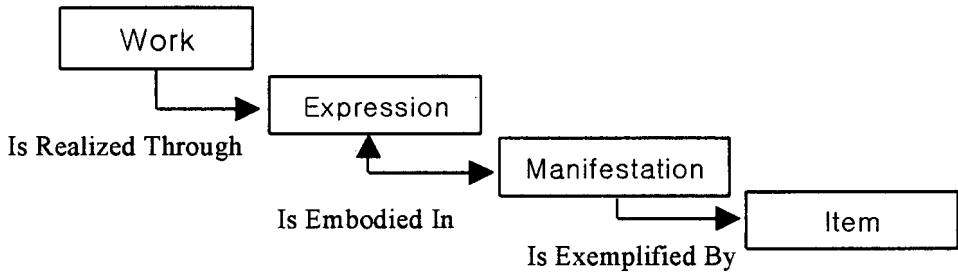 Work
Expression
Is Realized Through
Manifestation
Is Embodied In
Item
Is Exemplified By